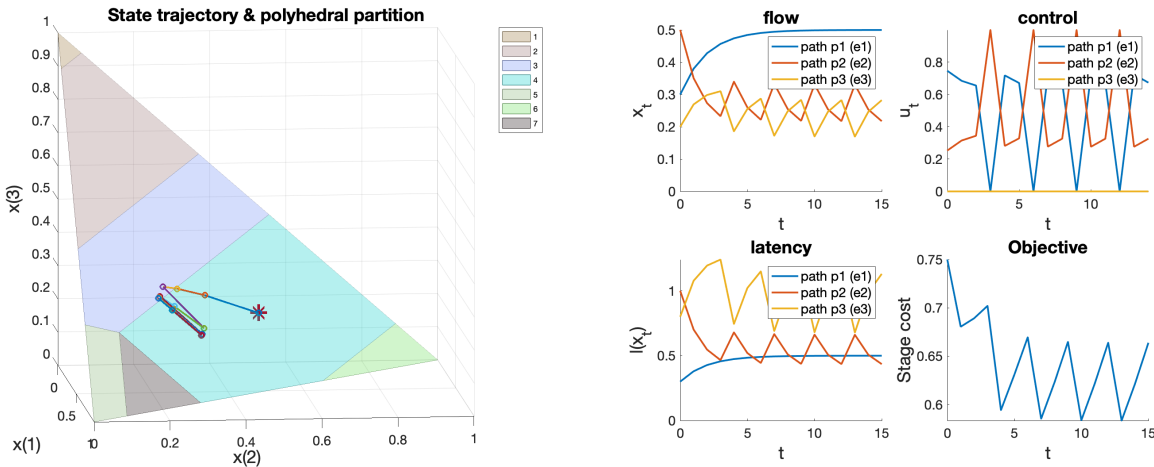 State trajectory & polyhedral partition
x(3)
1
0.9
0.8
0.7
0.6
0.5
0.4
0.3
0.2
0.1
0
0
0.5
x(1)
10
0.2
0.4
0.6
0.8
1
x(2)
1
2
3
4
5
6
7
flow
0.5
0.4
0.3
0.2
0.1
0
x_t
path p1 (e1)
path p2 (e2)
path p3 (e3)
0
5
10
15
t
control
0.8
0.6
0.4
0.2
0
u_t
path p1 (e1)
path p2 (e2)
path p3 (e3)
0
5
10
t
latency
1
0.5
0
l(x_t)
path p1 (e1)
path p2 (e2)
path p3 (e3)
0
5
10
15
t
Objective
0.75
0.7
0.65
0.6
Stage cost
0
5
10
15
t